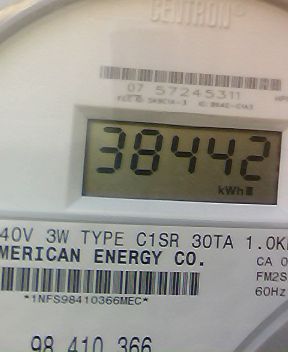 CENTRON®
07 57245311
38442
kWh
40V 3W TYPE C1SR 30TA 1.0K
MERICAN ENERGY CO.
CA 0
FM2S
60Hz
*1NFS98410366MEC*
98 410 366